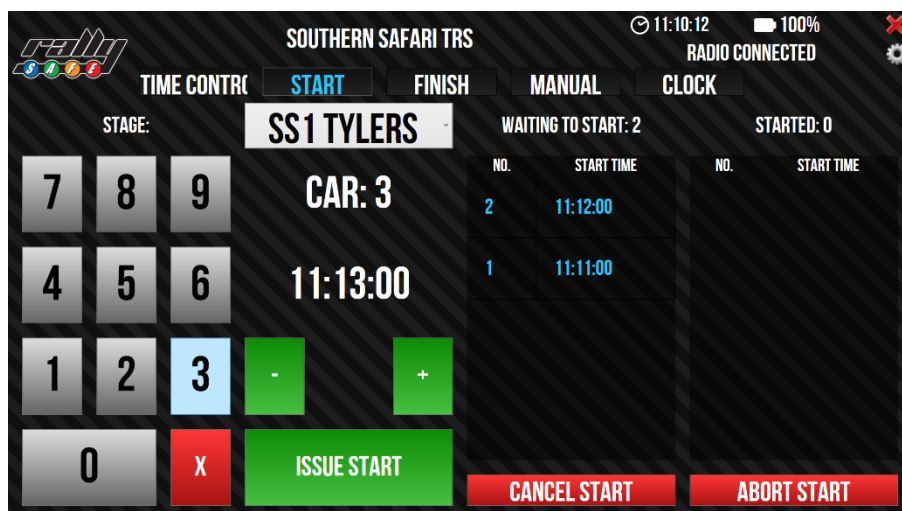 rally
SAFE
SOUTHERN SAFARI TRS
11:10:12
100%
RADIO CONNECTED
TIME CONTR(
START
FINISH
MANUAL
CLOCK
STAGE:
SS1 TYLERS
WAITING TO START: 2
STARTED: 0
7 8 9
CAR: 3
NO. START TIME
NO. START TIME
2 11:12:00
4 5 6
11:13:00
1 11:11:00
1 2 3
- +
0 X
ISSUE START
CANCEL START
ABORT START